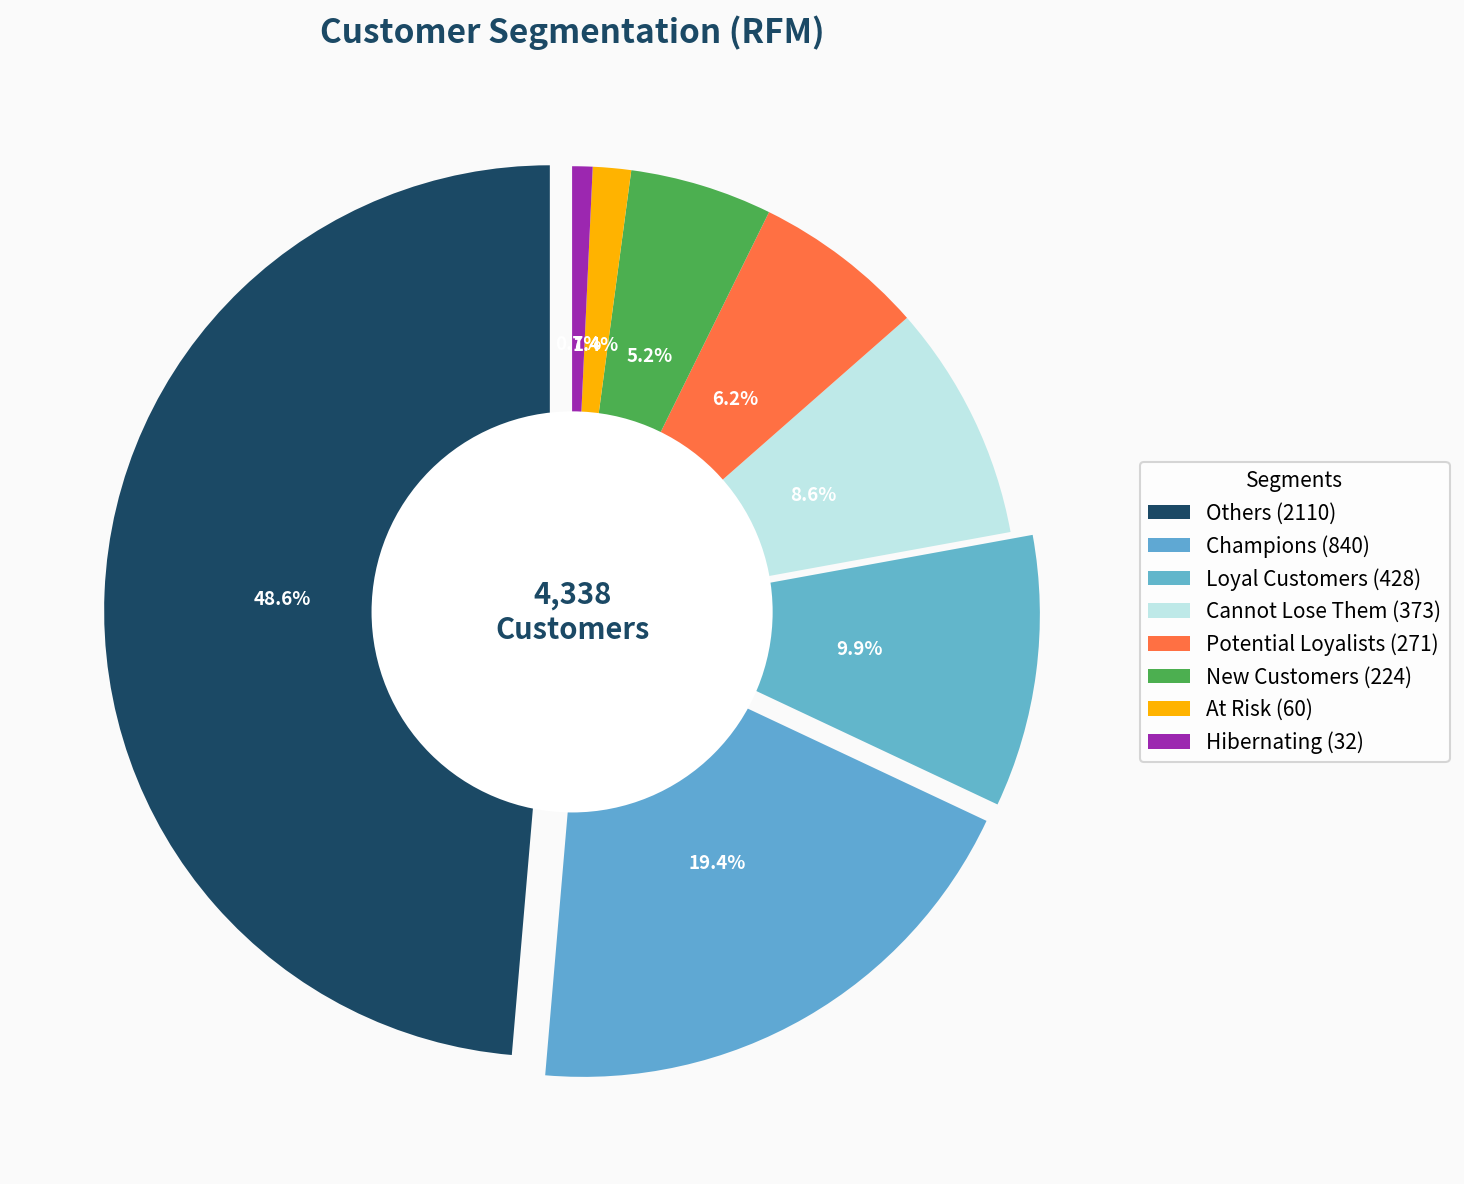 Customer Segmentation (RFM)
1.4%
5.2%
6.2%
8.6%
48.6%
4,338
Customers
9.9%
19.4%
Segments
Others (2110)
Champions (840)
Loyal Customers (428)
Cannot Lose Them (373)
Potential Loyalists (271)
New Customers (224)
At Risk (60)
Hibernating (32)